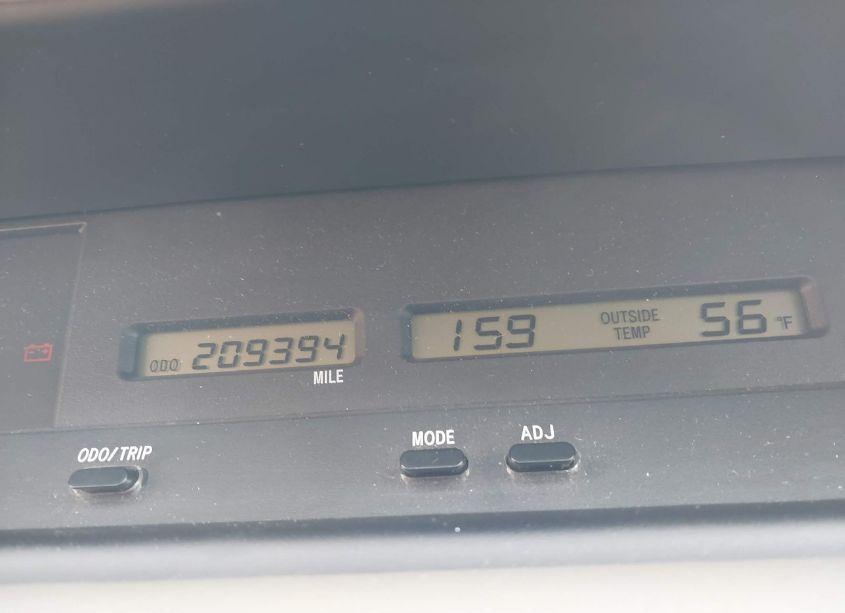 ODO 209394
MILE
159 OUTSIDE TEMP 56 °F
ODO/TRIP
MODE
ADJ